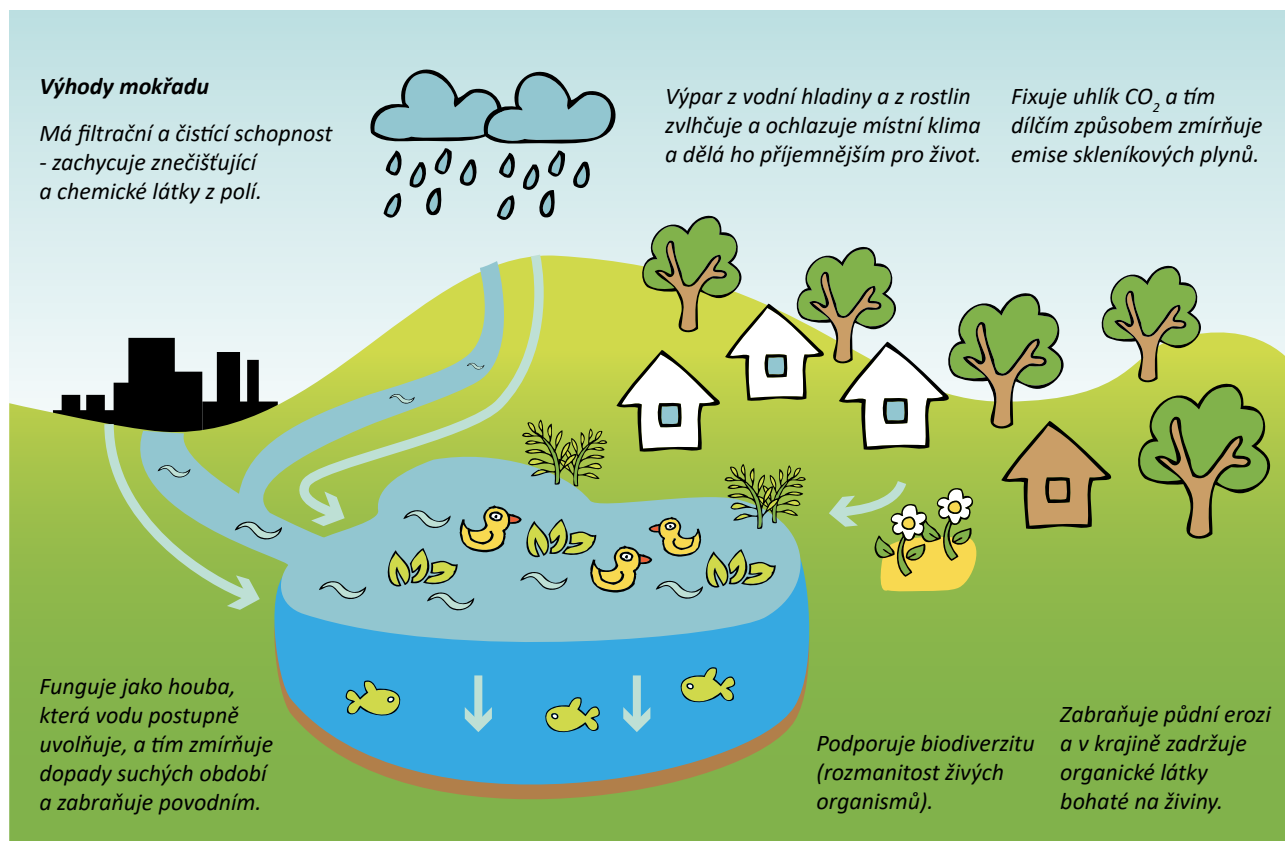 Výhody mokřadu
Má filtrační a čistící schopnost
- zachycuje znečišťující
a chemické látky z polí.
Výpar z vodní hladiny a z rostlin
zvlhčuje a ochlazuje místní klima
a dělá ho příjemnějším pro život.
Fixuje uhlík CO₂ a tím
dílčím způsobem zmírňuje
emise skleníkových plynů.
Funguje jako houba,
která vodu postupně
uvolňuje, a tím zmírňuje
dopady suchých období
a zabraňuje povodním.
Podporuje biodiverzitu
(rozmanitost živých
organismů).
Zabraňuje půdní erozi
a v krajině zadržuje
organické látky
bohaté na živiny.